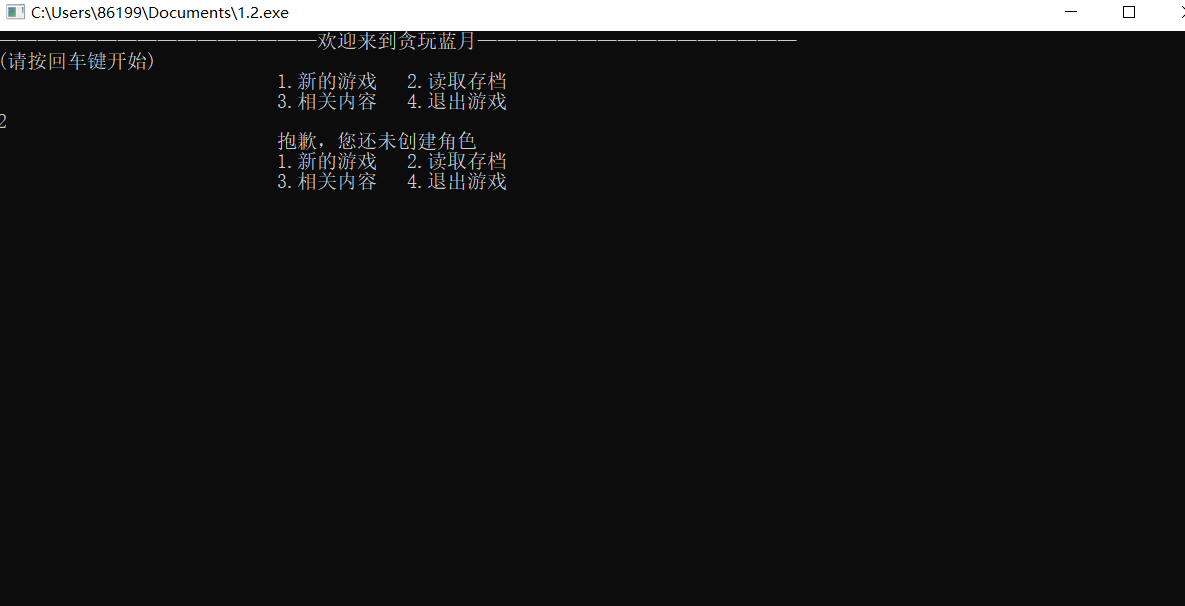 C:\Users\86199\Documents\1.2.exe
————————————————欢迎来到贪玩蓝月————————————————
(请按回车键开始)
1.新的游戏 2.读取存档
3.相关内容 4.退出游戏
2
抱歉，您还未创建角色
1.新的游戏 2.读取存档
3.相关内容 4.退出游戏